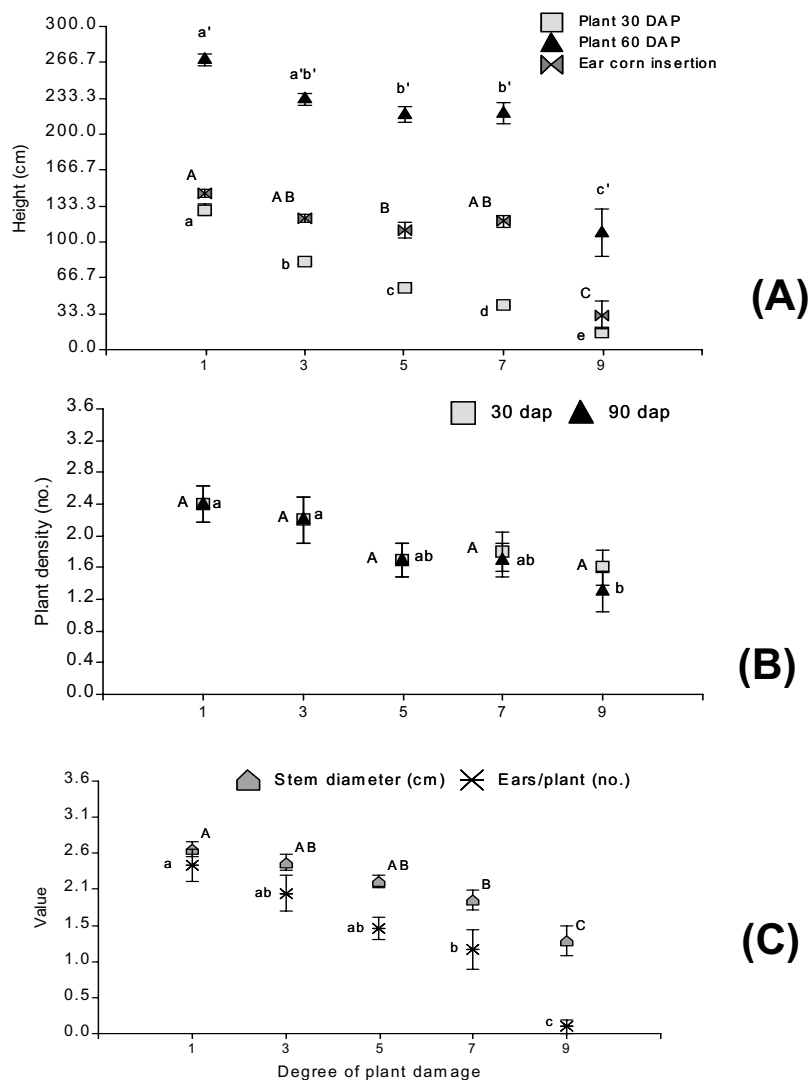 300.0
266.7
233.3
200.0
166.7
133.3
100.0
66.7
33.3
0.0
Height (cm)
Plant 30 DAP
Plant 60 DAP
Ear corn insertion
a'
a'b'
b'
b'
c'
A
AB
B
AB
C
a
b
c
d
e
1 3 5 7 9
(A)
3.6
3.2
2.8
2.4
2.0
1.6
1.2
0.8
0.4
0.0
Plant density (no.)
30 dap 90 dap
A a
A a
A ab
A ab
A
b
1 3 5 7 9
(B)
3.6
3.1
2.6
2.1
1.5
1.0
0.5
0.0
Value
Stem diameter (cm) Ears/plant (no.)
A
AB
AB
B
C
a
ab
ab
b
c
1 3 5 7 9
Degree of plant damage
(C)